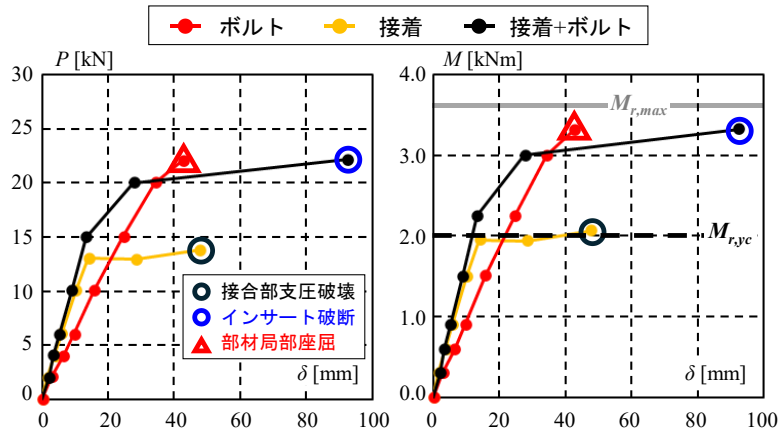 ボルト 接着 接着+ボルト
P [kN]
30
25
20
15
10
5
0
0 20 40 60 80 100
δ [mm]
接合部支圧破壊
インサート破断
部材局部座屈
M [kNm]
4.0
3.0
2.0
1.0
0.0
0 20 40 60 80 100
δ [mm]
Mr,max
Mr,yc